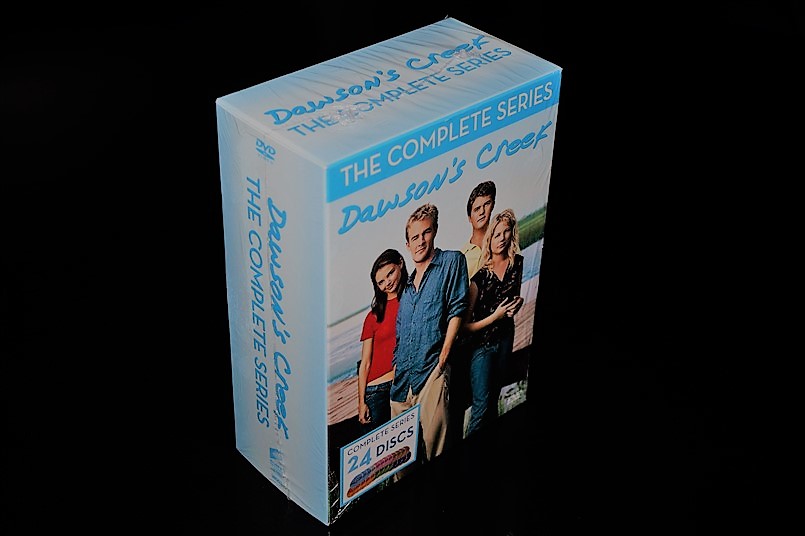 Dawson's Creek
THE COMPLETE SERIES
THE COMPLETE SERIES
Dawson's Creek
DVD
Dawson's Creek
THE COMPLETE SERIES
COMPLETE SERIES
24 DISCS